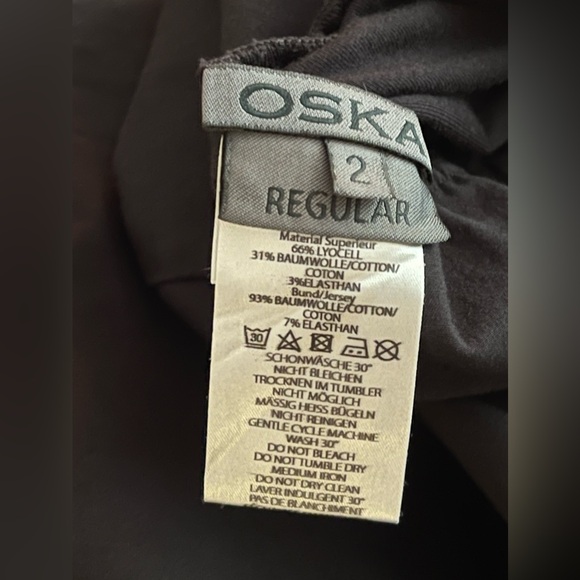 OSKA
2
REGULAR
Material Superieur
66% LYOCELL
31% BAUMWOLLE/COTTON/
COTON
3%ELASTHAN
Bund/Jersey
93% BAUMWOLLE/COTTON/
COTON
7% ELASTHAN
30
SCHONWÄSCHE 30°
NICHT BLEICHEN
TROCKNEN IM TUMBLER
NICHT MÖGLICH
MÄSSIG HEISS BÜGELN
NICHT REINIGEN
GENTLE CYCLE MACHINE
WASH 30°
DO NOT BLEACH
DO NOT TUMBLE DRY
MEDIUM IRON
DO NOT DRY CLEAN
LAVER INDULGENT 30°
PAS DE BLANCHIMENT